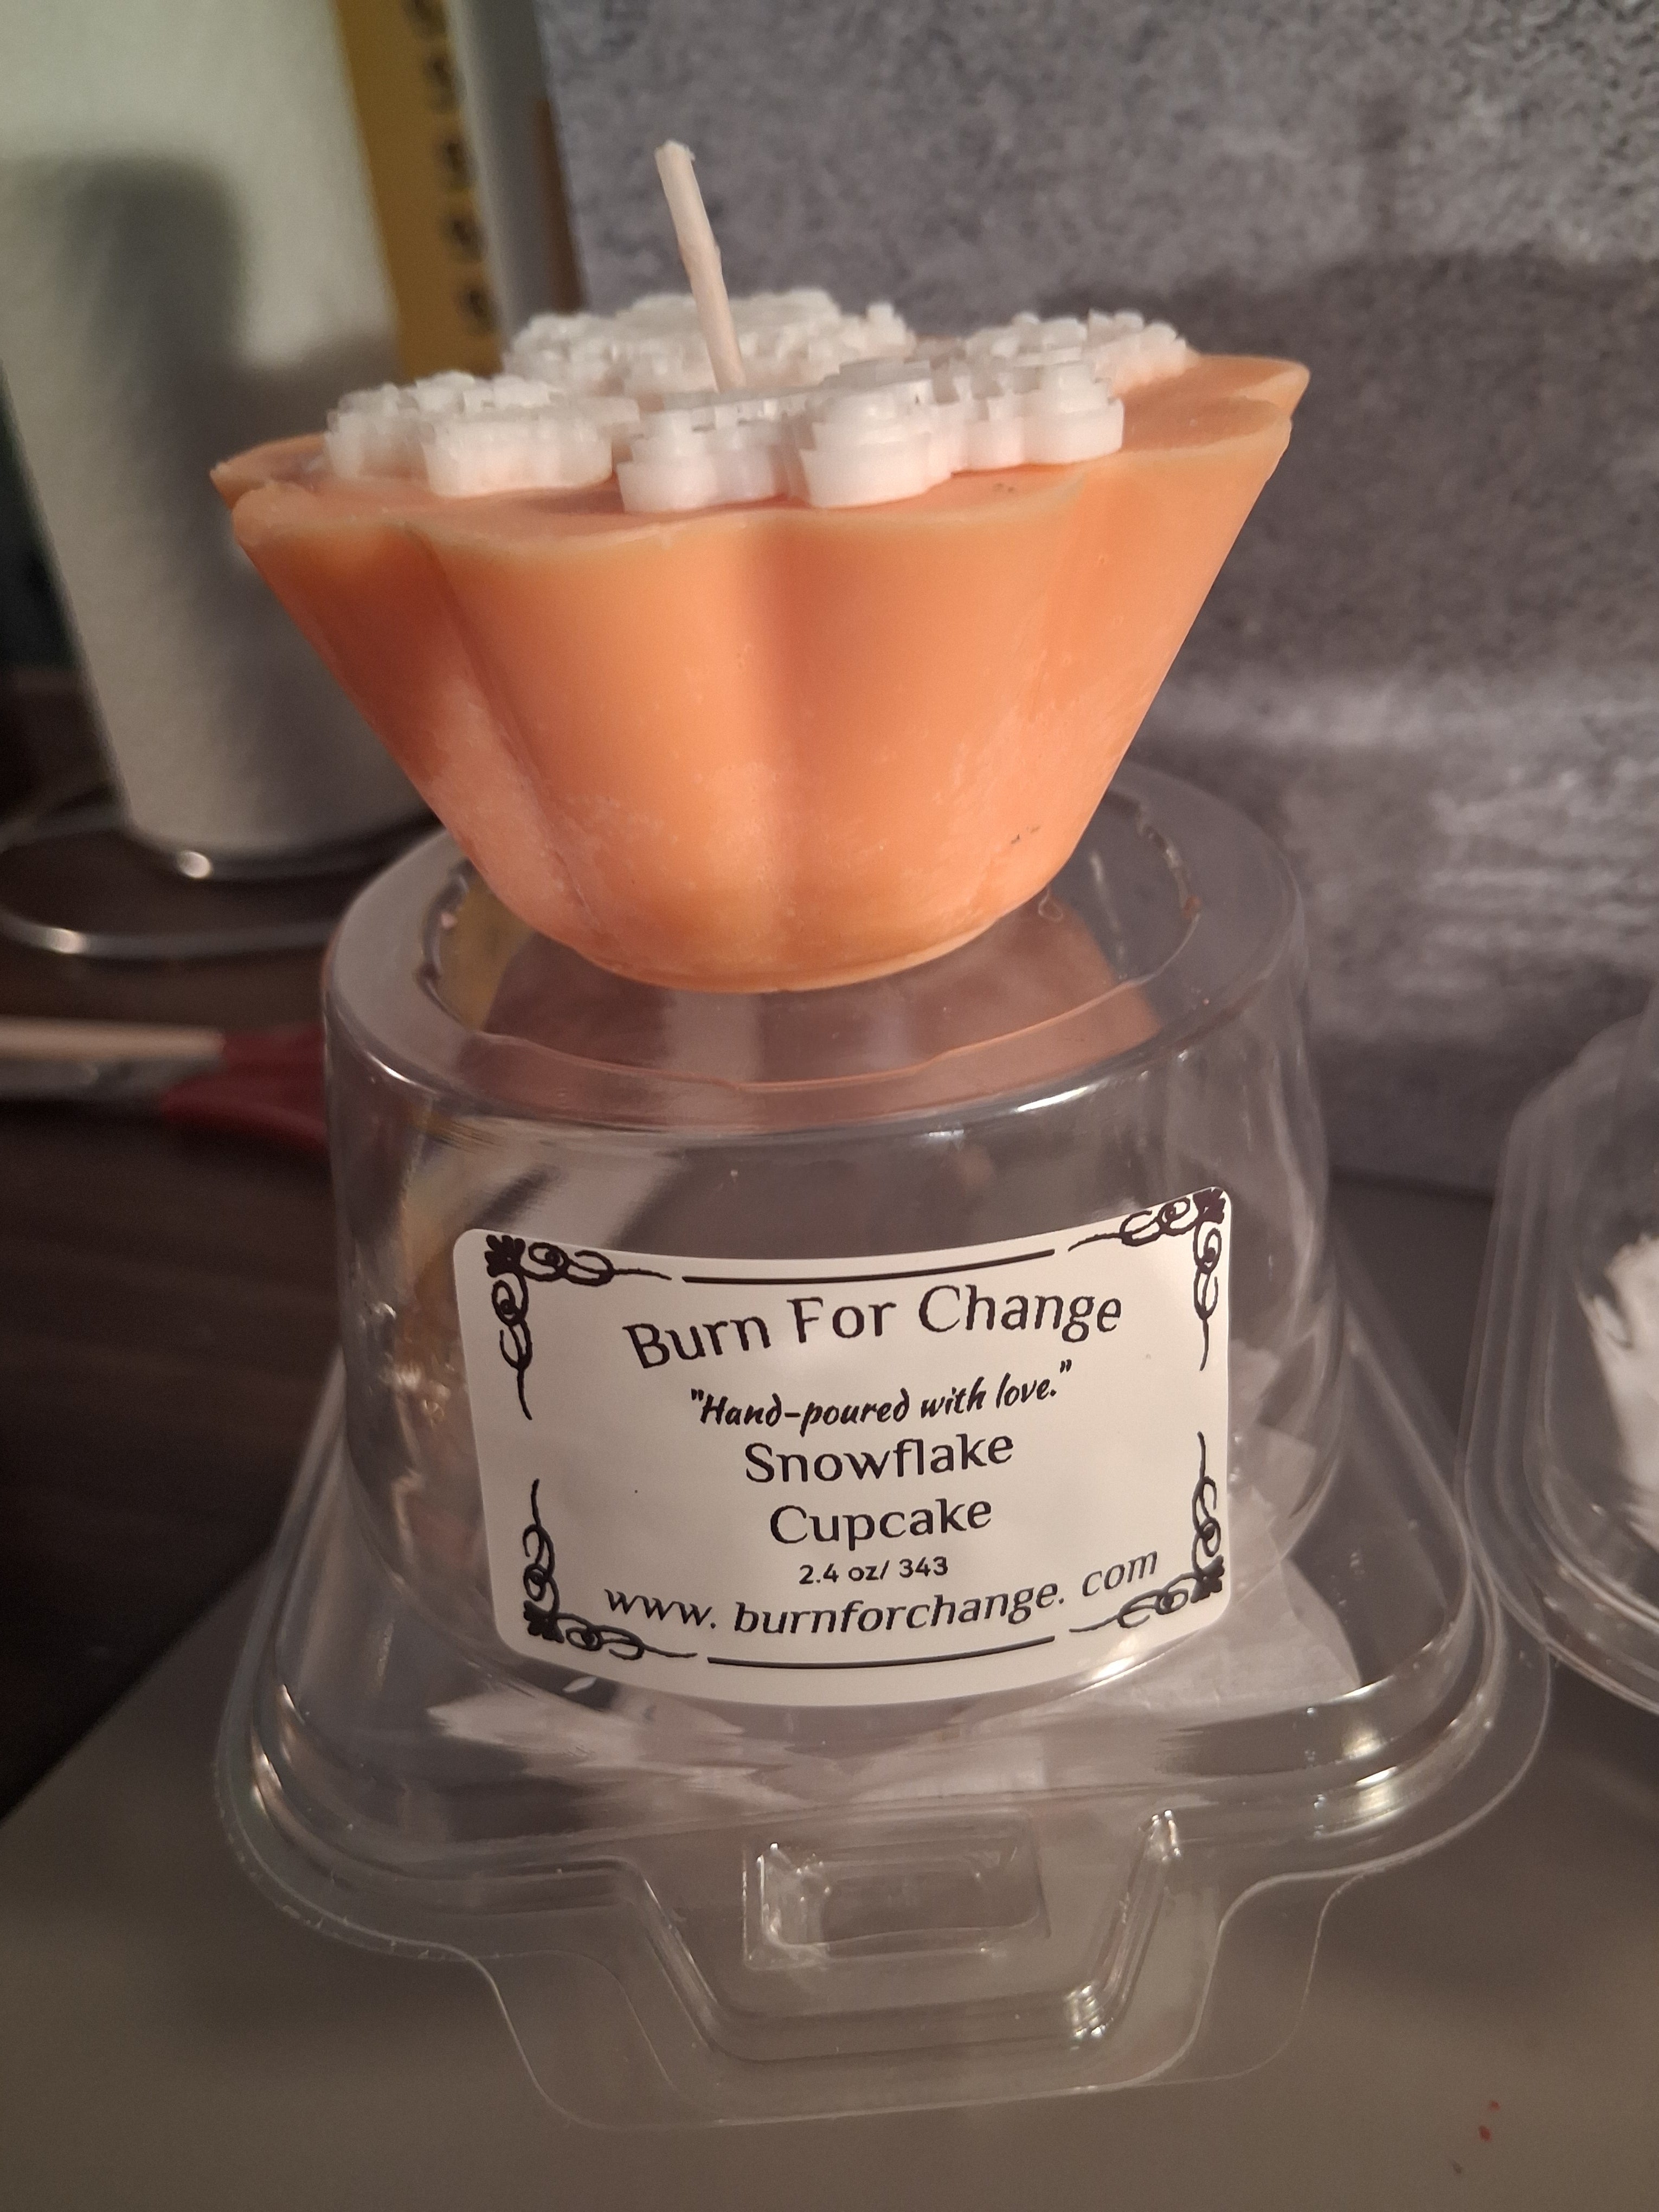 Burn For Change
"Hand-poured with love."
Snowflake
Cupcake
2.4 oz/ 343
www. burnforchange. com